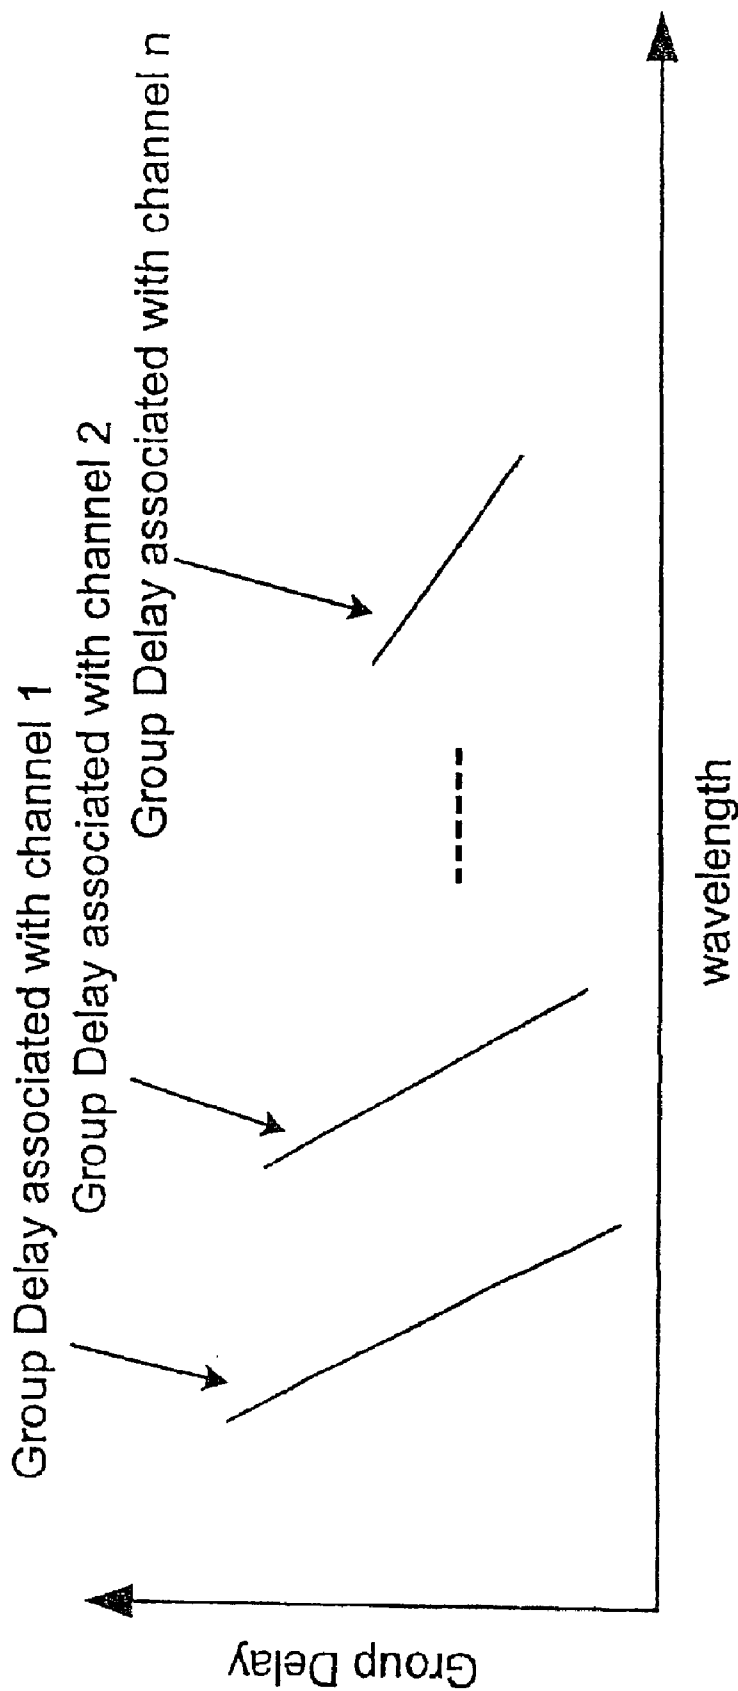 Group Delay associated with channel 1
Group Delay associated with channel 2
Group Delay associated with channel n
Group Delay
wavelength